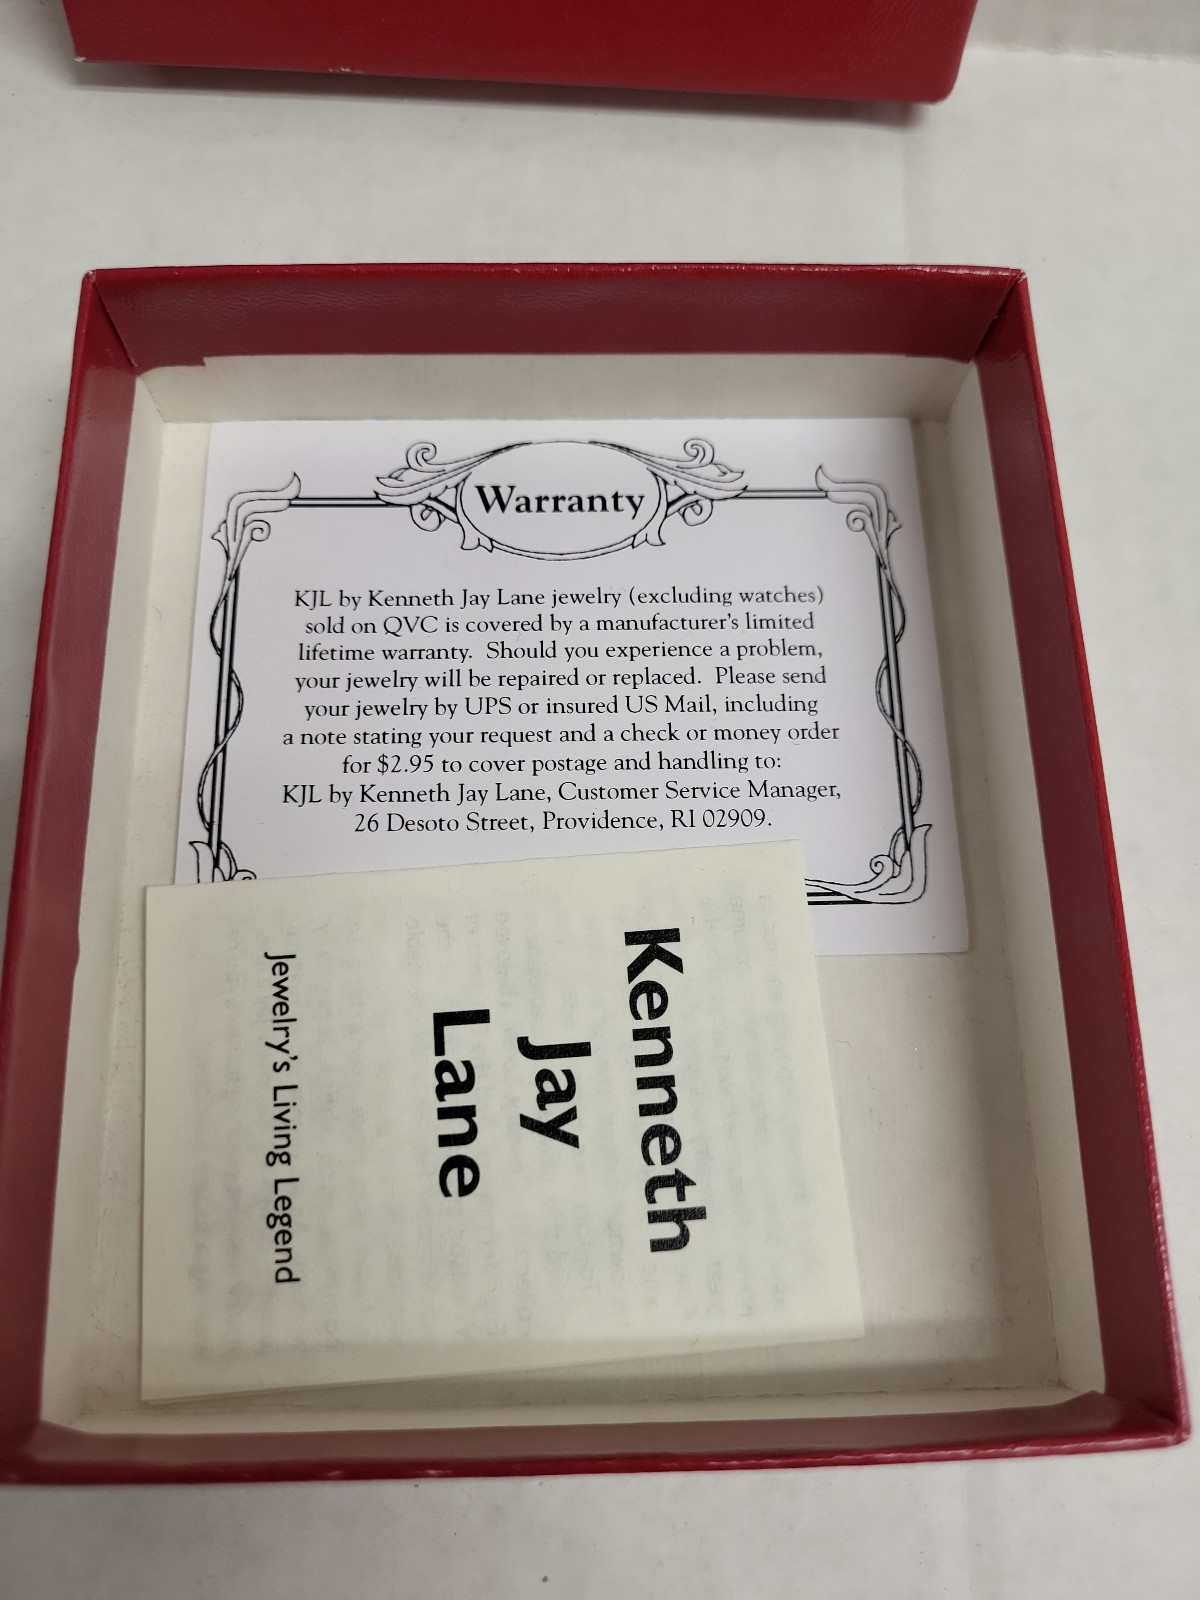 Warranty
KJL by Kenneth Jay Lane jewelry (excluding watches)
sold on QVC is covered by a manufacturer's limited
lifetime warranty. Should you experience a problem,
your jewelry will be repaired or replaced. Please send
your jewelry by UPS or insured US Mail, including
a note stating your request and a check or money order
for $2.95 to cover postage and handling to:
KJL by Kenneth Jay Lane, Customer Service Manager,
26 Desoto Street, Providence, RI 02909.
Kenneth
Jay
Lane
Jewelry's Living Legend